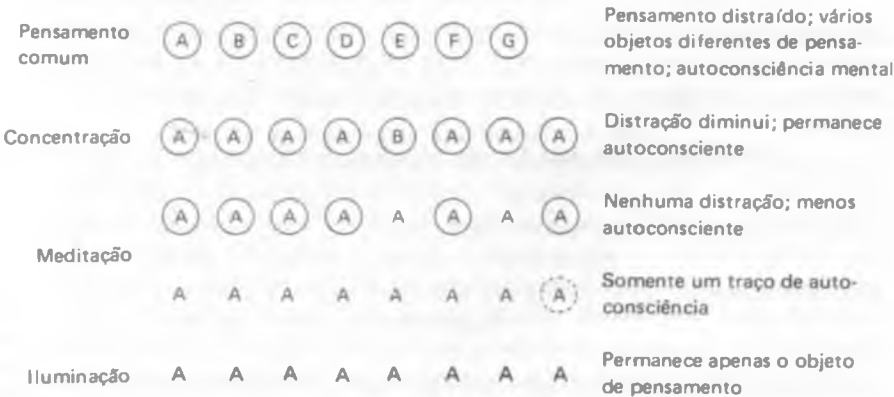 Pensamento comum
A B C D E F G
Pensamento distraído; vários
objetos diferentes de pensa-
mento; autoconsciência mental
Concentração
A A A A B A A A
Distração diminui; permanece
autoconsciente
Meditação
A A A A A A A A
Nenhuma distração; menos
autoconsciente
A A A A A A A A
Somente um traço de auto-
consciência
Iluminação
A A A A A A A A
Permanece apenas o objeto
de pensamento